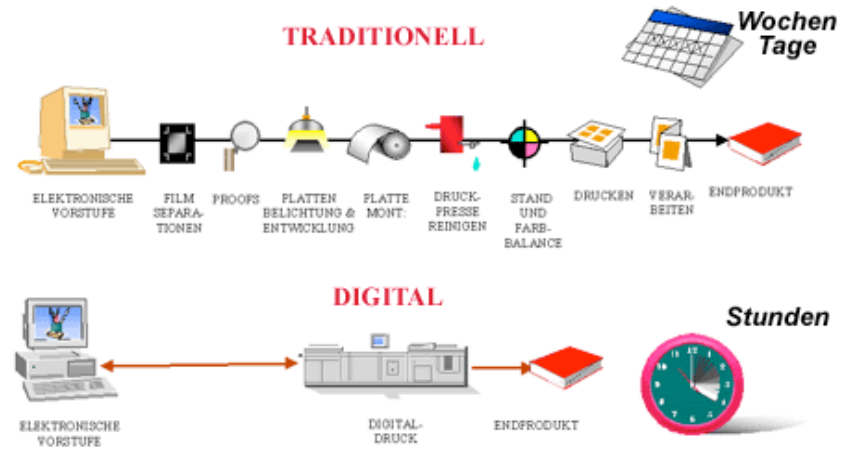 TRADITIONELL
Wochen
Tage
ELEKTRONISCHE
VORSTUFE
FILM
SEPARA-
TIONEN
PROOFS
PLATTEN
BELICHTUNG &
ENTWICKLUNG
PLATTE
MONT:
DRUCK-
PRESSE
REINIGEN
STAND
UND
FARB-
BALANCE
DRUCKEN
VERAR-
BEITEN
ENDPRODUKT
DIGITAL
Stunden
ELEKTRONISCHE
VORSTUFE
DIGITAL-
DRUCK
ENDPRODUKT